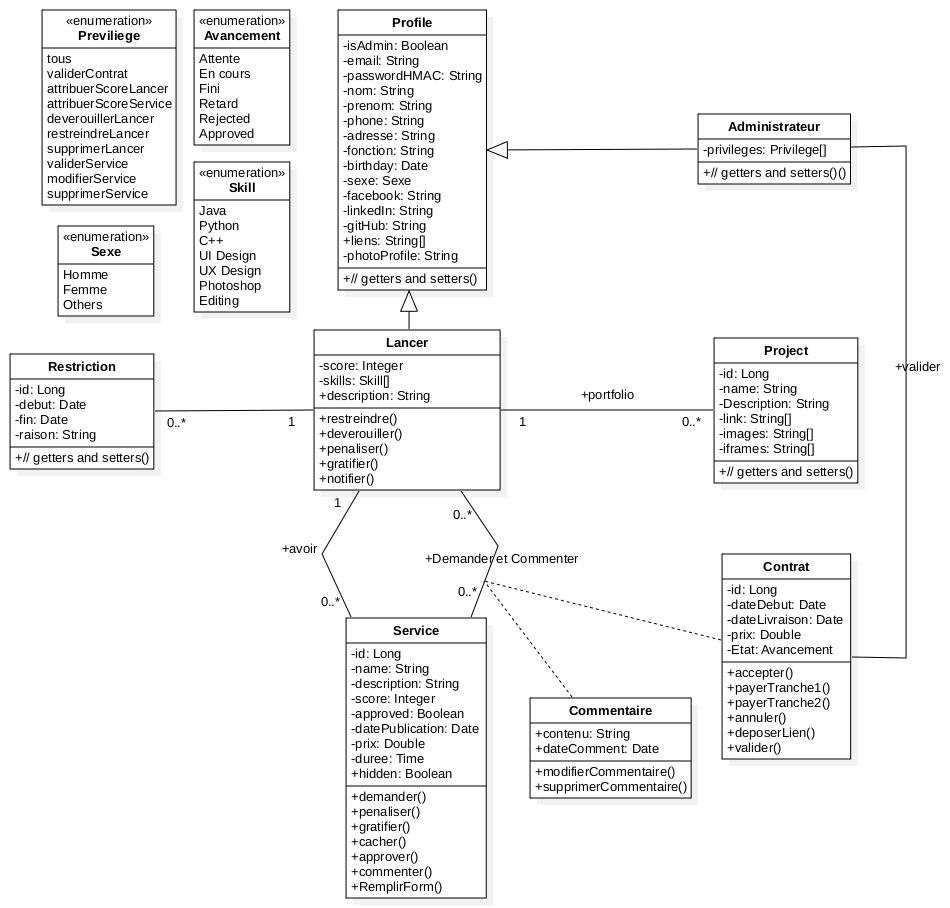 «enumeration»
Previliege
tous
validerContrat
attribuerScoreLancer
attribuerScoreService
deverouillerLancer
restreindreLancer
supprimerLancer
validerService
modifierService
supprimerService
«enumeration»
Avancement
Attente
En cours
Fini
Retard
Rejected
Approved
«enumeration»
Skill
Java
Python
C++
UI Design
UX Design
Photoshop
Editing
«enumeration»
Sexe
Homme
Femme
Others
Profile
-isAdmin: Boolean
-email: String
-passwordHMAC: String
-nom: String
-prenom: String
-phone: String
-adresse: String
-fonction: String
-birthday: Date
-sexe: Sexe
-facebook: String
-linkedIn: String
-gitHub: String
+liens: String[]
-photoProfile: String
+// getters and setters()
Administrateur
-privileges: Privilege[]
+// getters and setters()()
+valider
Restriction
-id: Long
-debut: Date
-fin: Date
-raison: String
+// getters and setters()
0..*
1
Lancer
-score: Integer
-skills: Skill[]
+description: String
+restreindre()
+deverouiller()
+penaliser()
+gratifier()
+notifier()
+portfolio
1
0..*
Project
-id: Long
-name: String
-Description: String
-link: String[]
-images: String[]
-iframes: String[]
+// getters and setters()
1
+avoir
0..*
0..*
+Demander et Commenter
0..*
Service
-id: Long
-name: String
-description: String
-score: Integer
-approved: Boolean
-datePublication: Date
-prix: Double
-duree: Time
+hidden: Boolean
+demander()
+penaliser()
+gratifier()
+cacher()
+approver()
+commenter()
+RemplirForm()
Commentaire
+contenu: String
+dateComment: Date
+modifierCommentaire()
+supprimerCommentaire()
Contrat
-id: Long
-dateDebut: Date
-dateLivraison: Date
-prix: Double
-Etat: Avancement
+accepter()
+payerTranche1()
+payerTranche2()
+annuler()
+deposerLien()
+valider()